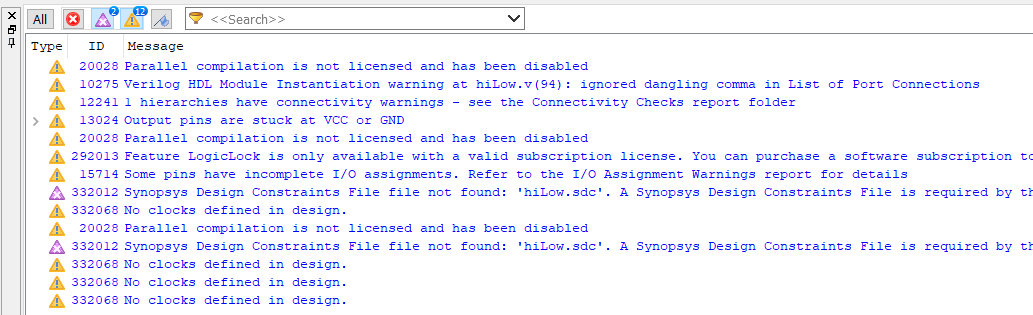 All 2 12 <<Search>>
Type ID Message
20028 Parallel compilation is not licensed and has been disabled
10275 Verilog HDL Module Instantiation warning at hiLow.v(94): ignored dangling comma in List of Port Connections
12241 1 hierarchies have connectivity warnings - see the Connectivity Checks report folder
13024 Output pins are stuck at VCC or GND
20028 Parallel compilation is not licensed and has been disabled
292013 Feature LogicLock is only available with a valid subscription license. You can purchase a software subscription to
15714 Some pins have incomplete I/O assignments. Refer to the I/O Assignment Warnings report for details
332012 Synopsys Design Constraints File file not found: 'hiLow.sdc'. A Synopsys Design Constraints File is required by th
332068 No clocks defined in design.
20028 Parallel compilation is not licensed and has been disabled
332012 Synopsys Design Constraints File file not found: 'hiLow.sdc'. A Synopsys Design Constraints File is required by th
332068 No clocks defined in design.
332068 No clocks defined in design.
332068 No clocks defined in design.